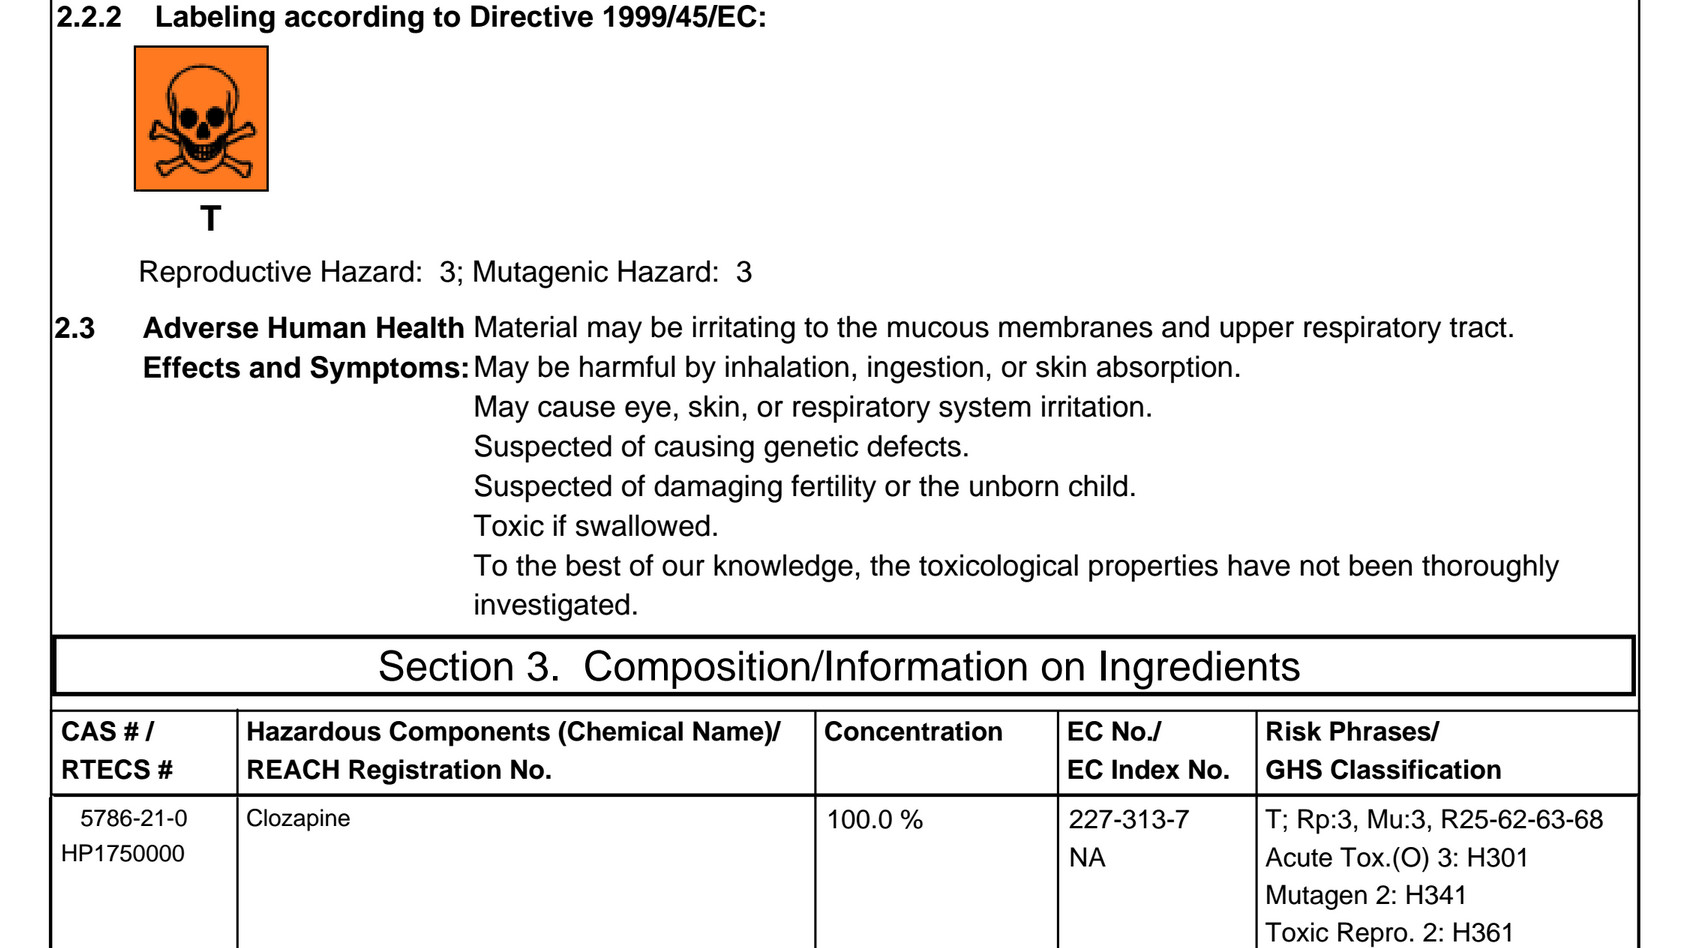 2.2.2 Labeling according to Directive 1999/45/EC:
T
Reproductive Hazard: 3; Mutagenic Hazard: 3
2.3 Adverse Human Health Material may be irritating to the mucous membranes and upper respiratory tract.
Effects and Symptoms: May be harmful by inhalation, ingestion, or skin absorption.
May cause eye, skin, or respiratory system irritation.
Suspected of causing genetic defects.
Suspected of damaging fertility or the unborn child.
Toxic if swallowed.
To the best of our knowledge, the toxicological properties have not been thoroughly
investigated.
Section 3. Composition/Information on Ingredients
CAS # / Hazardous Components (Chemical Name)/ Concentration EC No./ Risk Phrases/
RTECS # REACH Registration No. EC Index No. GHS Classification
5786-21-0 Clozapine 100.0 % 227-313-7 T; Rp:3, Mu:3, R25-62-63-68
HP1750000 NA Acute Tox.(O) 3: H301
Mutagen 2: H341
Toxic Repro. 2: H361